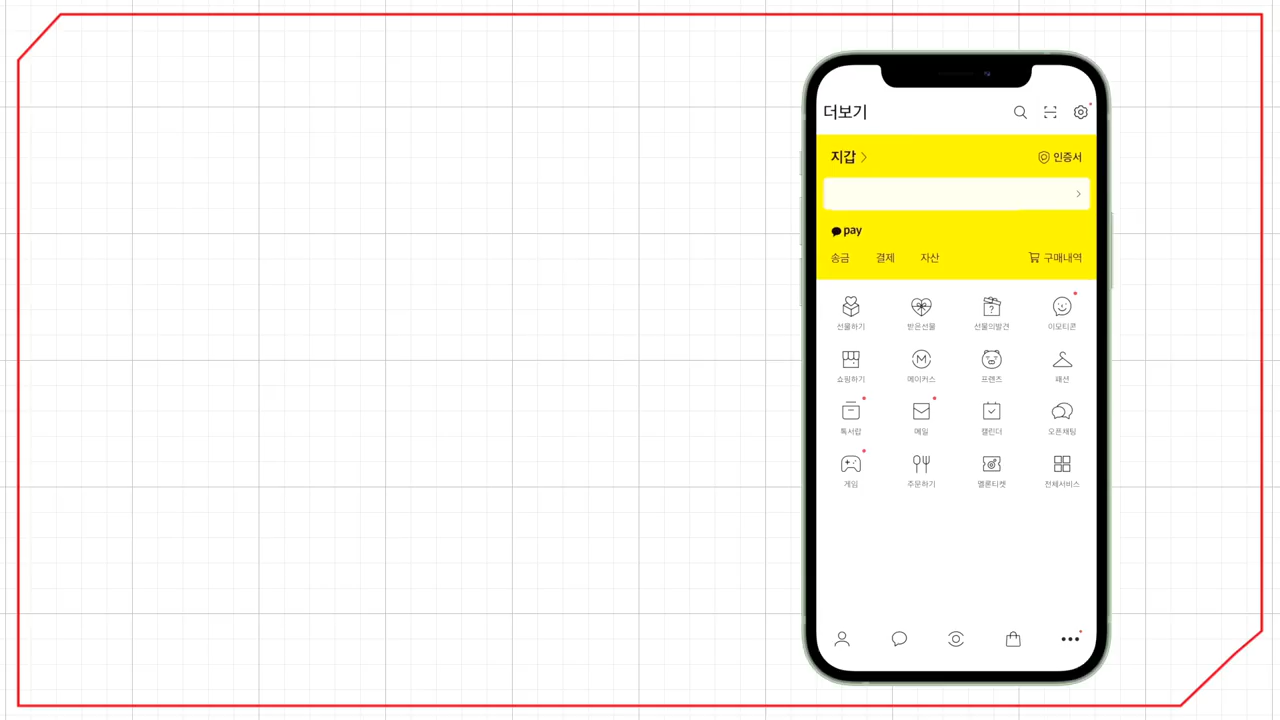 더보기
지갑
인증서
pay
송금 결제 자산 구매내역
선물하기 받은선물 선물의발견 이모티콘
쇼핑하기 메이커스 프렌즈 패션
톡서랍 메일 캘린더 오픈채팅
게임 주문하기 멜론티켓 전체서비스